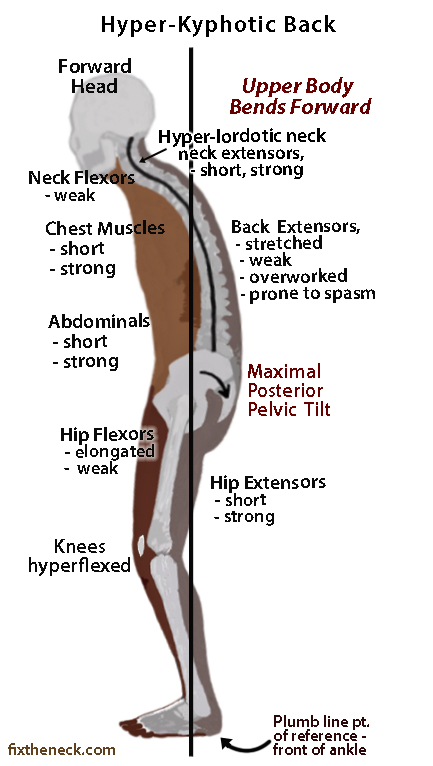 Hyper-Kyphotic Back
Forward
Head
Upper Body
Bends Forward
Hyper-lordotic neck
neck extensors,
- short, strong
Neck Flexors
- weak
Chest Muscles
- short
- strong
Back Extensors,
- stretched
- weak
- overworked
- prone to spasm
Abdominals
- short
- strong
Maximal
Posterior
Pelvic Tilt
Hip Flexors
- elongated
- weak
Hip Extensors
- short
- strong
Knees
hyperflexed
Plumb line pt.
of reference -
front of ankle
fixtheneck.com